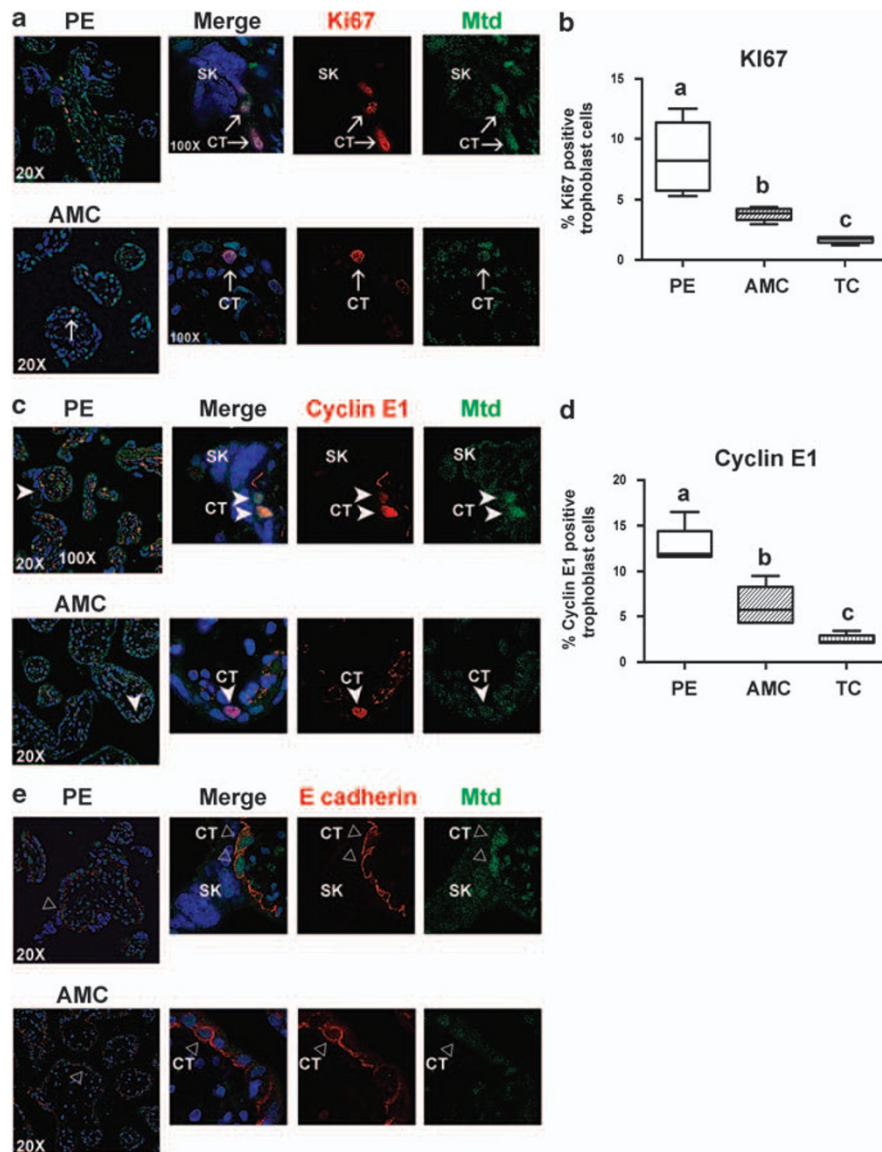 a
PE Merge Ki67 Mtd
SK SK SK
CT CT CT
20X 100X
AMC
CT CT CT
20X 100X
b
KI67
% Ki67 positive
trophoblast cells
15
10
5
0
a
b
c
PE AMC TC
c
PE Merge Cyclin E1 Mtd
SK SK SK
CT CT CT
20X 100X
AMC
CT CT CT
20X
d
Cyclin E1
% Cyclin E1 positive
trophoblast cells
20
15
10
5
0
a
b
c
PE AMC TC
e
PE Merge E cadherin Mtd
CT CT CT
SK SK SK
20X
AMC
CT CT CT
20X